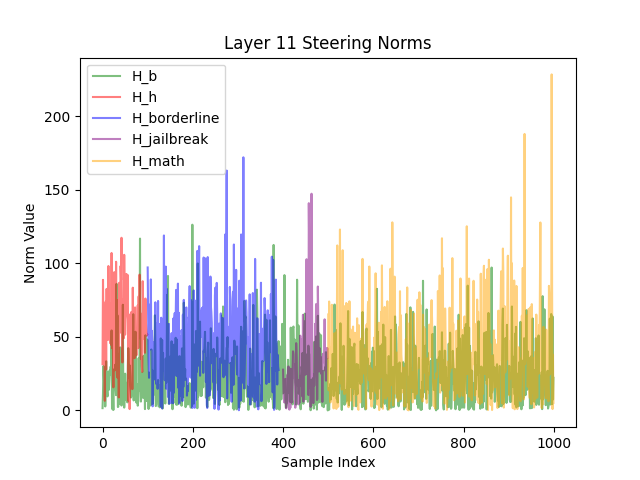 Layer 11 Steering Norms
H_b
H_h
H_borderline
H_jailbreak
H_math
Norm Value
200
150
100
50
0
0 200 400 600 800 1000
Sample Index